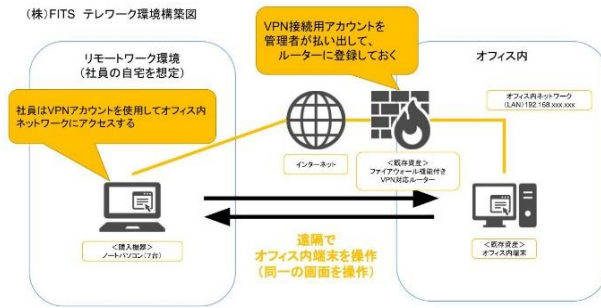 (株)FITS テレワーク環境構築図
リモートワーク環境
(社員の自宅を想定)
VPN接続用アカウントを
管理者が払い出して、
ルーターに登録しておく
オフィス内
社員はVPNアカウントを使用してオフィス内
ネットワークにアクセスする
オフィス内ネットワーク
(LAN)192.168.xxx.xxx
インターネット
<既存資産>
ファイアウォール機能付き
VPN対応ルーター
<購入機器>
ノートパソコン(7台)
遠隔で
オフィス内端末を操作
(同一の画面を操作)
<既存資産>
オフィス内端末